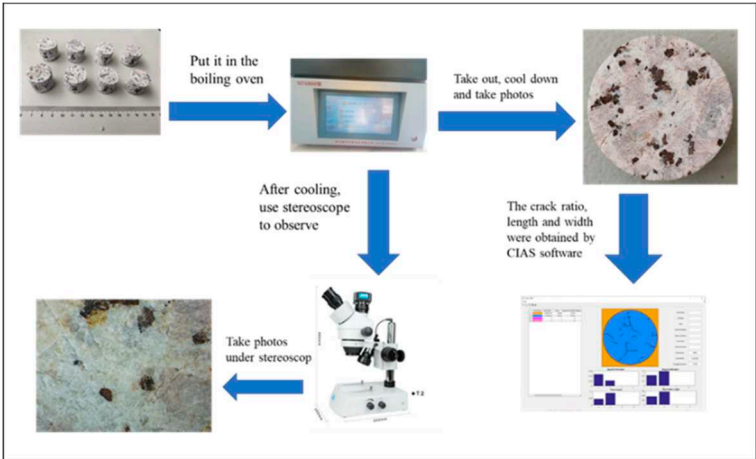 Put it in the
boiling oven
Take out, cool down
and take photos
After cooling,
use stereoscope
to observe
The crack ratio,
length and width
were obtained by
CIAS software
Take photos
under stereoscop